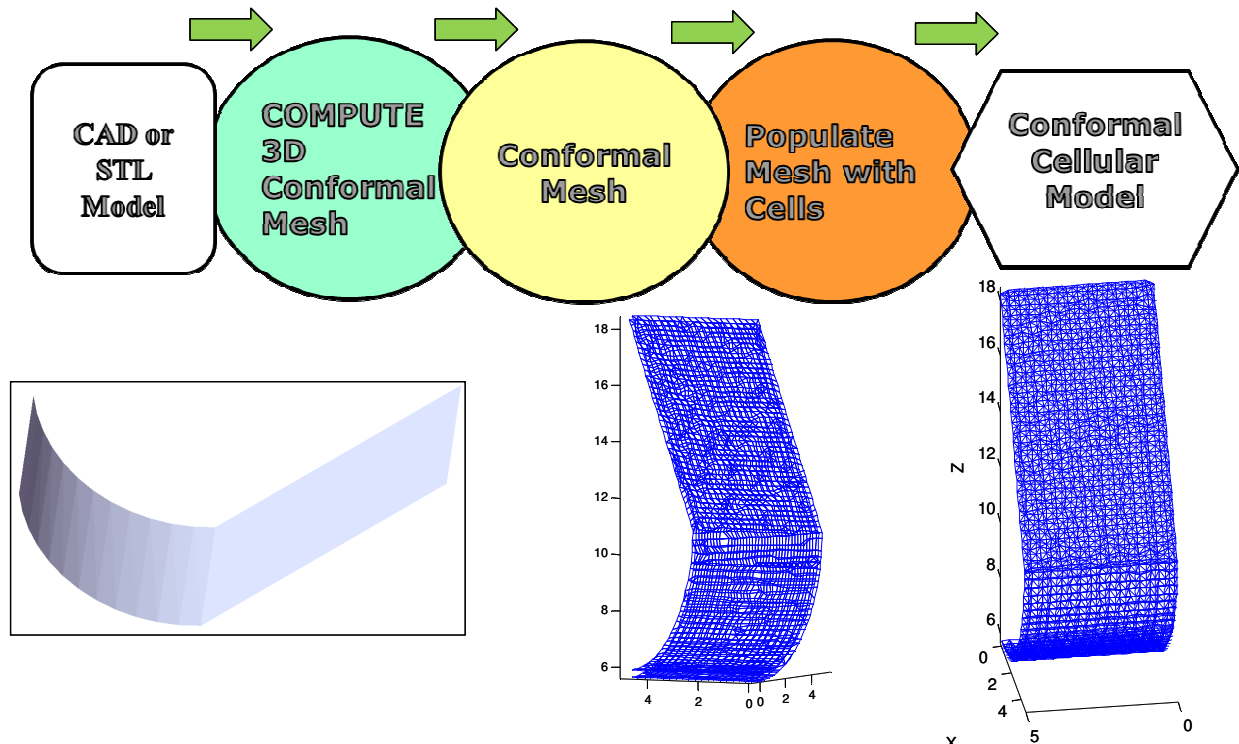 CAD or
STL
Model
COMPUTE
3D
Conformal
Mesh
Conformal
Mesh
Populate
Mesh with
Cells
Conformal
Cellular
Model
18
16
14
12
10
8
6
4
2
0
0
2
4
18
16
14
12
Z
10
8
6
0
2
4
5
0
X